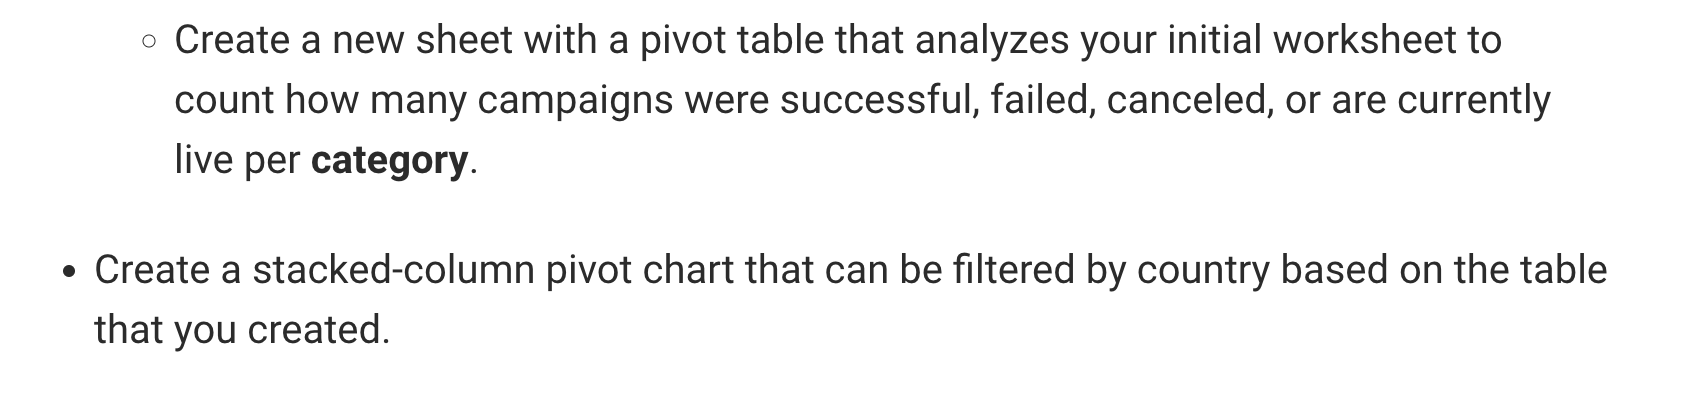 ◦ Create a new sheet with a pivot table that analyzes your initial worksheet to
count how many campaigns were successful, failed, canceled, or are currently
live per category.
• Create a stacked-column pivot chart that can be filtered by country based on the table
that you created.